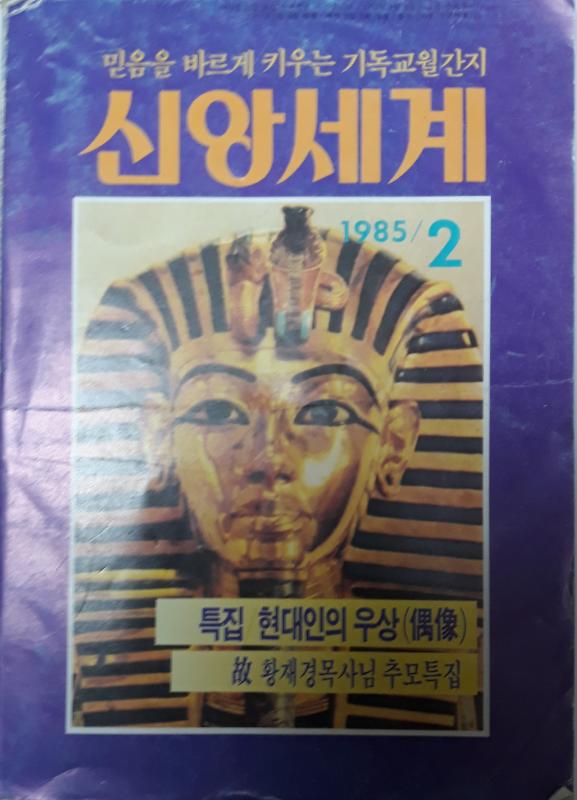 믿음을 바르게 키우는 기독교월간지
신앙세계
1985/2
특집 현대인의 우상(偶像)
故 황재경목사님 추모특집